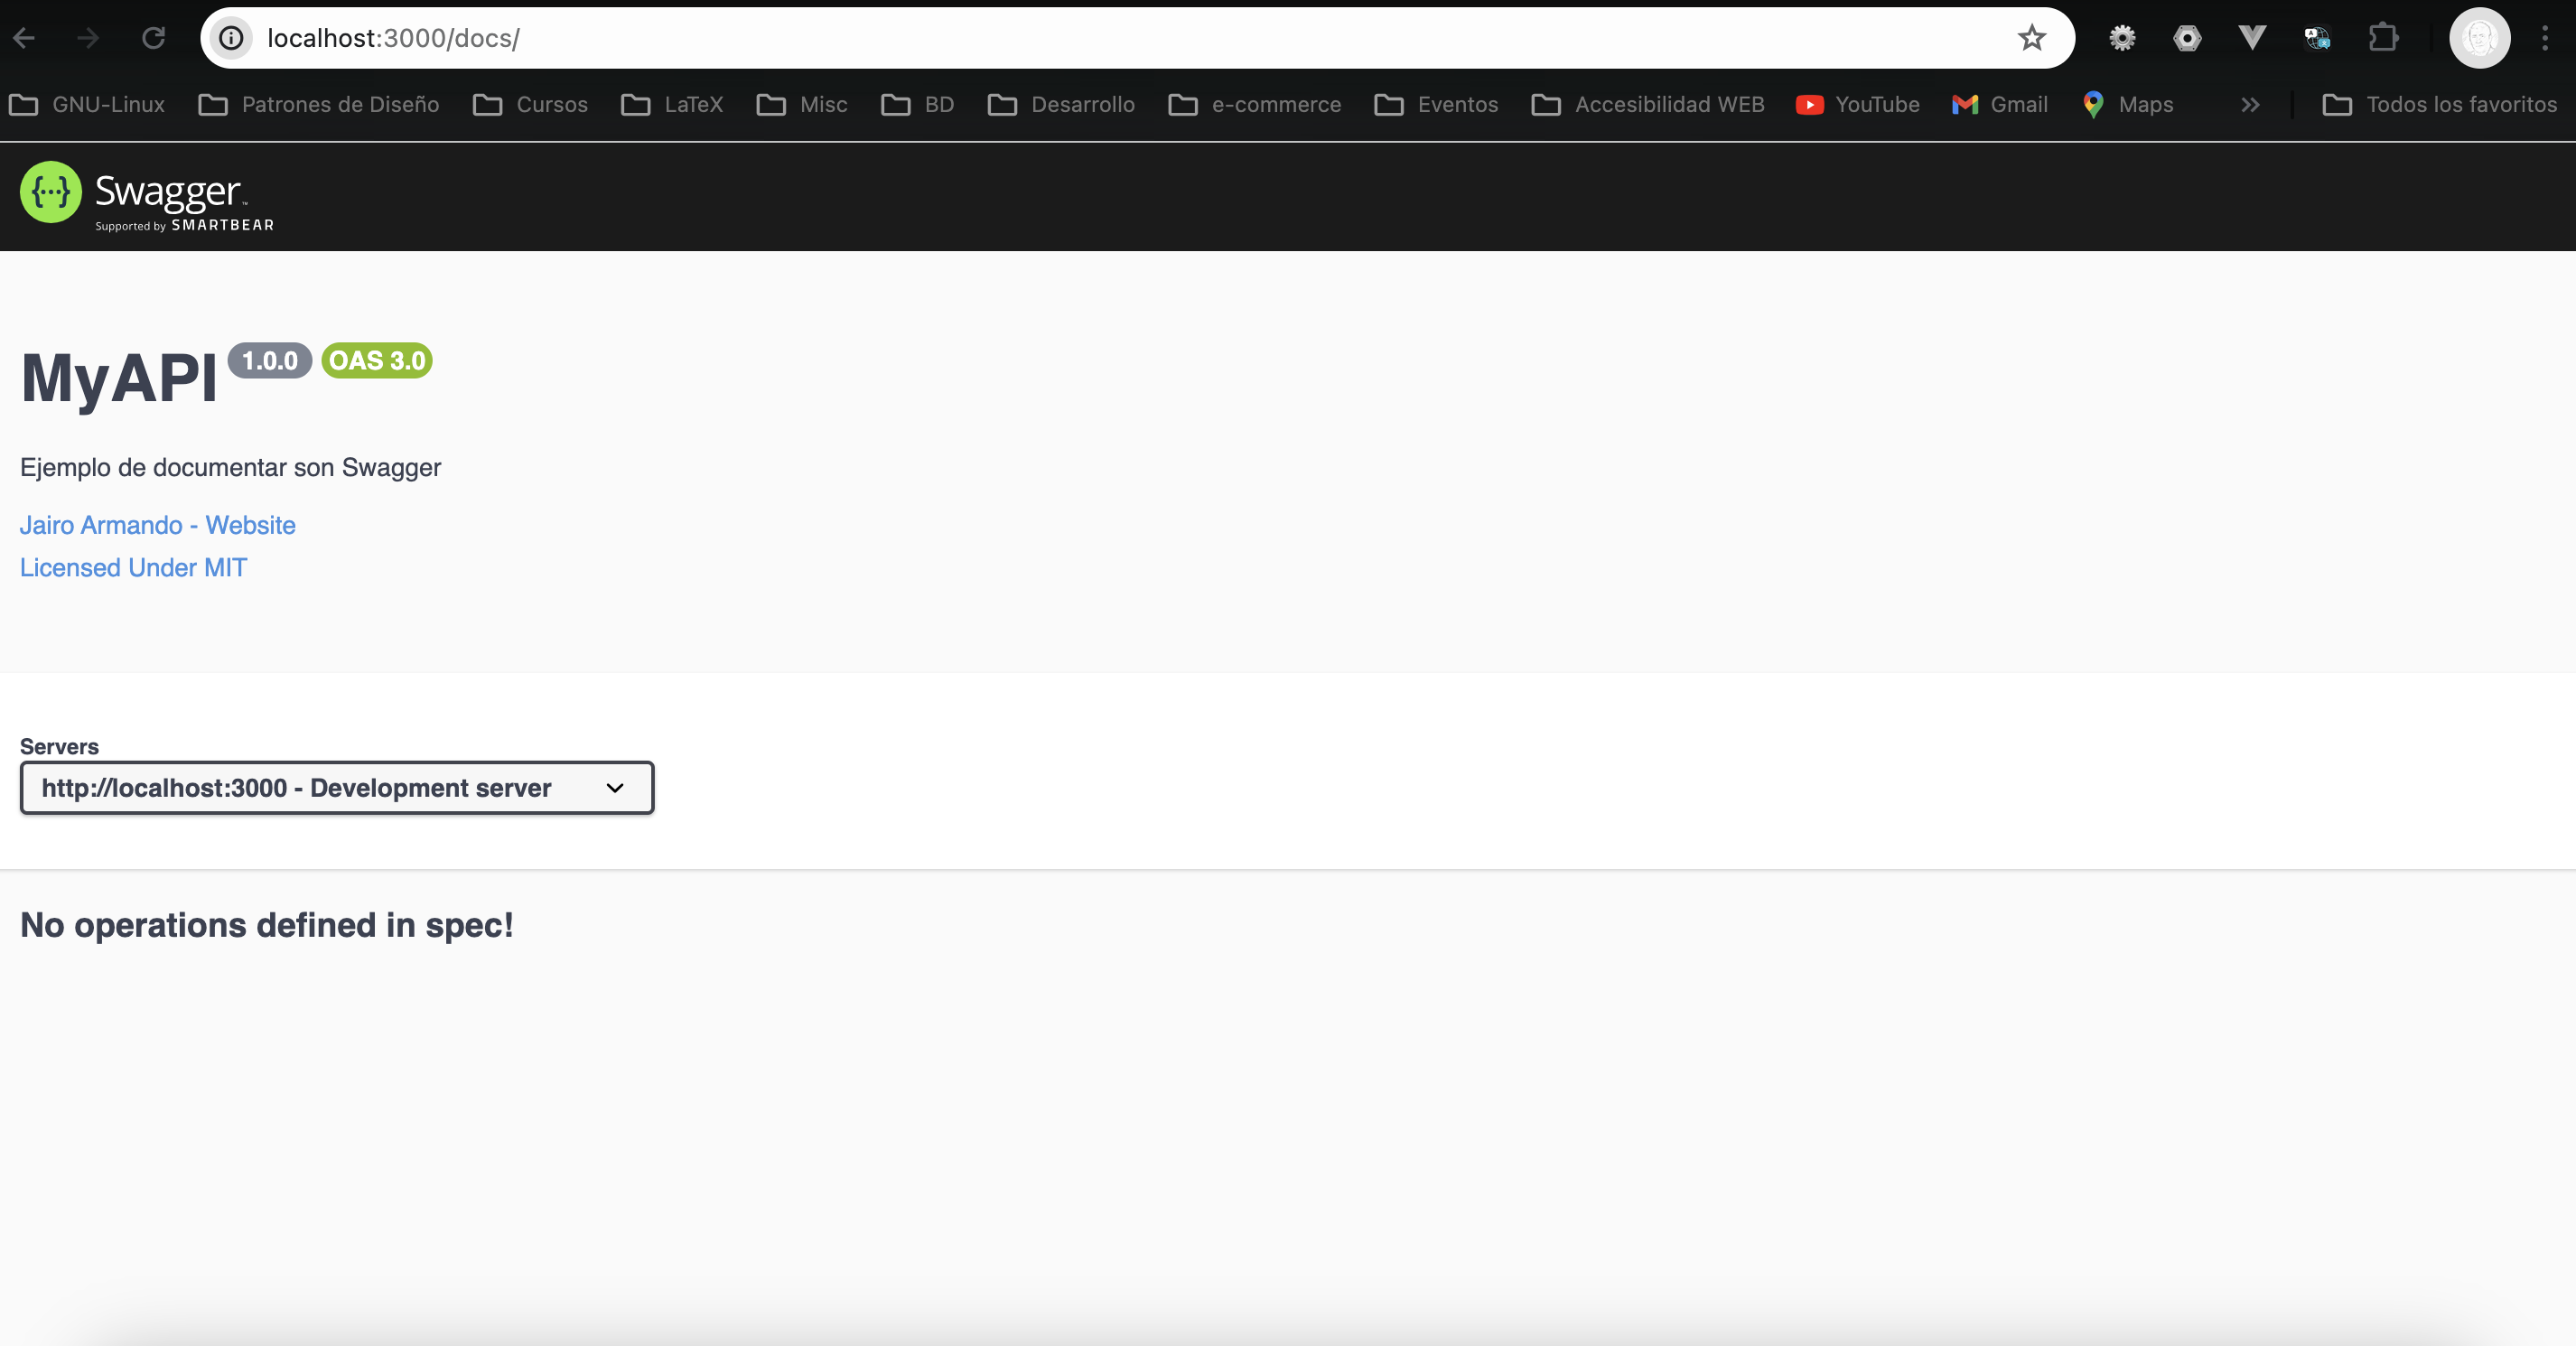 localhost:3000/docs/
GNU-Linux Patrones de Diseño Cursos LaTeX Misc BD Desarrollo e-commerce Eventos Accesibilidad WEB YouTube Gmail Maps » Todos los favoritos
{···} Swagger™
Supported by SMARTBEAR
MyAPI 1.0.0 OAS 3.0
Ejemplo de documentar son Swagger
Jairo Armando - Website
Licensed Under MIT
Servers
http://localhost:3000 - Development server
No operations defined in spec!